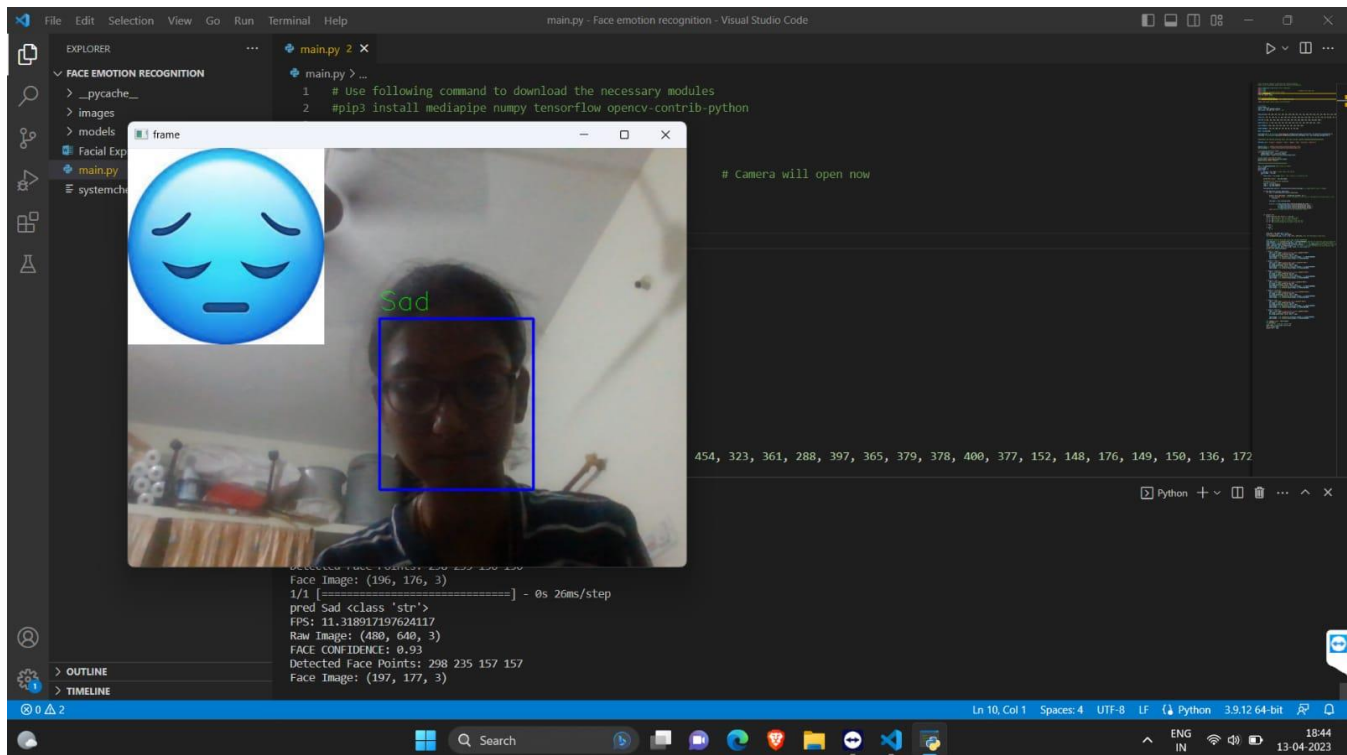 File Edit Selection View Go Run Terminal Help
main.py - Face emotion recognition - Visual Studio Code
EXPLORER
FACE EMOTION RECOGNITION
__pycache__
images
models
Facial Exp
main.py
systemche
main.py 2
main.py > ...
1 # Use following command to download the necessary modules
2 #pip3 install mediapipe numpy tensorflow opencv-contrib-python
frame
Sad
# Camera will open now
454, 323, 361, 288, 397, 365, 379, 378, 400, 377, 152, 148, 176, 149, 150, 136, 172
Python
Face Image: (196, 176, 3)
1/1 [==============================] - 0s 26ms/step
pred Sad <class 'str'>
FPS: 11.318917197624117
Raw Image: (480, 640, 3)
FACE CONFIDENCE: 0.93
Detected Face Points: 298 235 157 157
Face Image: (197, 177, 3)
OUTLINE
TIMELINE
1
0 2
Ln 10, Col 1 Spaces: 4 UTF-8 LF Python 3.9.12 64-bit
Search
ENG
IN
18:44
13-04-2023